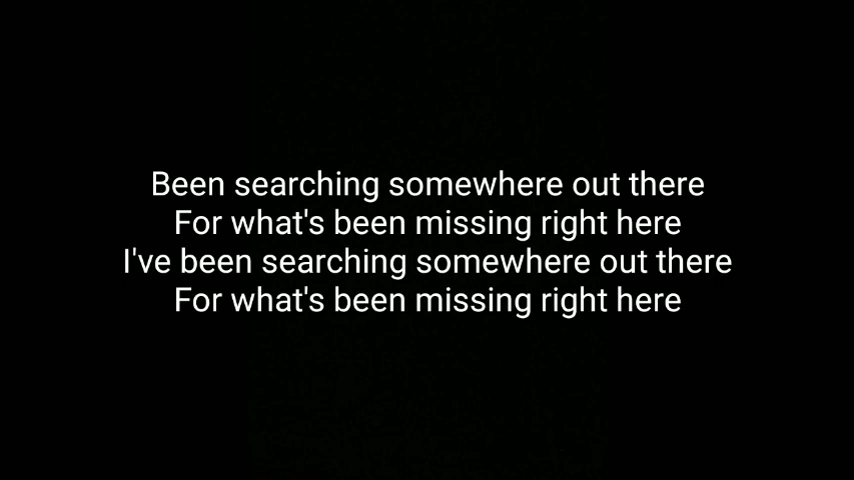 Been searching somewhere out there
For what's been missing right here
I've been searching somewhere out there
For what's been missing right here